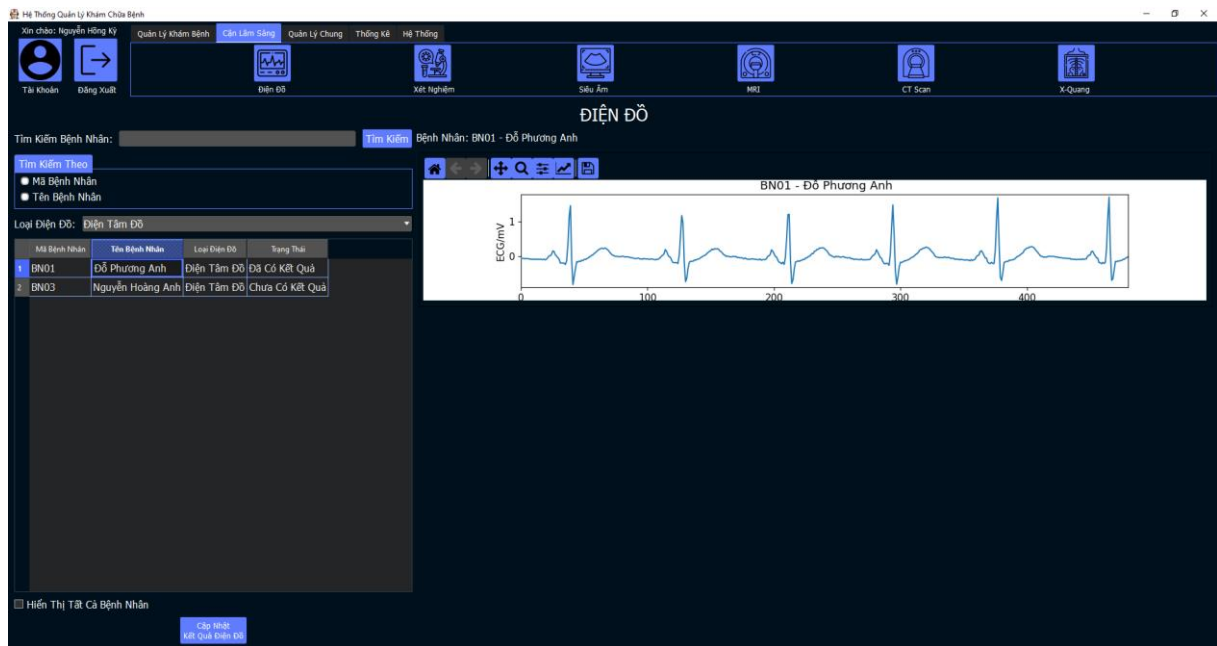 Hệ Thống Quản Lý Khám Chữa Bệnh
Xin chào: Nguyễn Hồng Kỳ
Quản Lý Khám Bệnh Cận Lâm Sàng Quản Lý Chung Thống Kê Hệ Thống
Tài Khoản Đăng Xuất Điện Đồ Xét Nghiệm Siêu Âm MRI CT Scan X-Quang
ĐIỆN ĐỒ
Tìm Kiếm Bệnh Nhân: Tìm Kiếm Bệnh Nhân: BN01 - Đỗ Phương Anh
Tìm Kiếm Theo
Mã Bệnh Nhân
Tên Bệnh Nhân
Loại Điện Đồ: Điện Tâm Đồ
Mã Bệnh Nhân Tên Bệnh Nhân Loại Điện Đồ Trạng Thái
1 BN01 Đỗ Phương Anh Điện Tâm Đồ Đã Có Kết Quả
2 BN03 Nguyễn Hoàng Anh Điện Tâm Đồ Chưa Có Kết Quả
BN01 - Đỗ Phương Anh
ECG/mV
1
0
0 100 200 300 400
Hiển Thị Tất Cả Bệnh Nhân
Cập Nhật
Kết Quả Điện Đồ